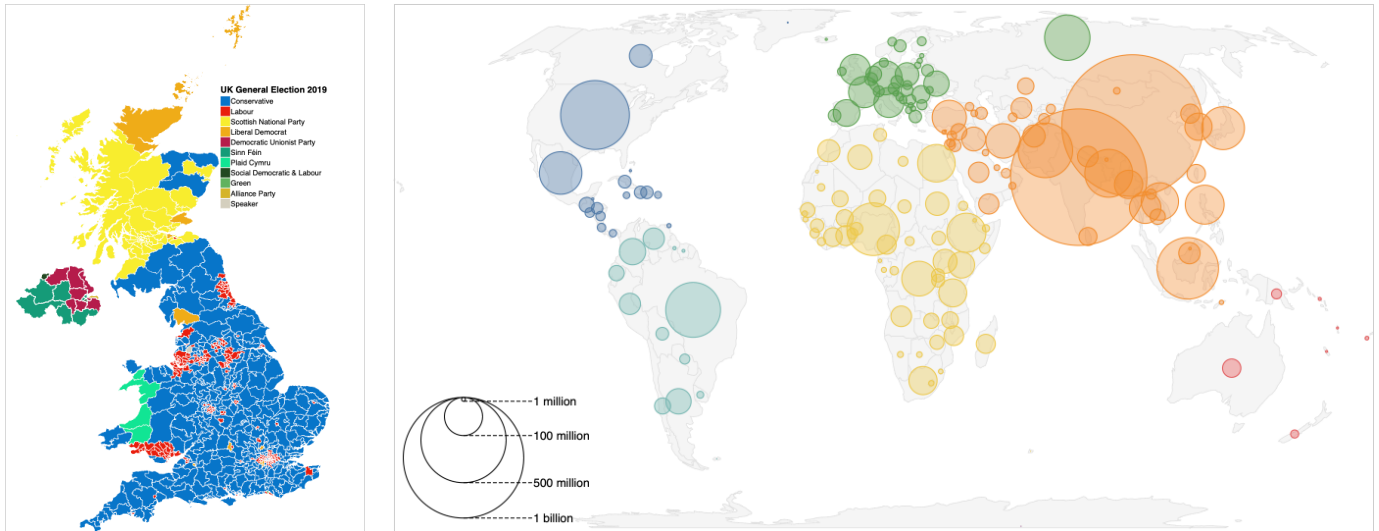 UK General Election 2019
Conservative
Labour
Scottish National Party
Liberal Democrat
Democratic Unionist Party
Sinn Féin
Plaid Cymru
Social Democratic & Labour
Green
Alliance Party
Speaker
1 million
100 million
500 million
1 billion